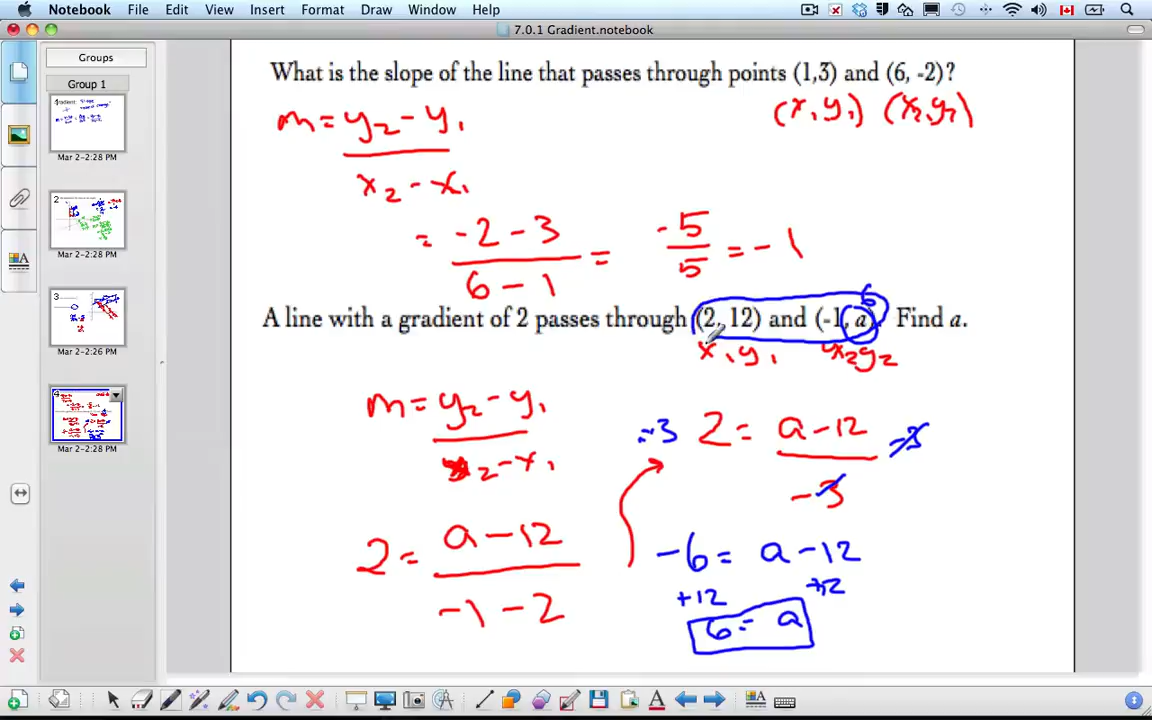 Notebook File Edit View Insert Format Draw Window Help
7.0.1 Gradient.notebook
Groups
Group 1
Mar 2-2:28 PM
2
Mar 2-2:28 PM
3
Mar 2-2:26 PM
Mar 2-2:28 PM
What is the slope of the line that passes through points (1,3) and (6, -2)?
m = y₂ - y₁
(x₁y₁) (x₂y₂)
x₂ - x₁
= -2 - 3 = -5 = -1
6 - 1 5
6
A line with a gradient of 2 passes through (2, 12) and (-1, a). Find a.
x₁ y₁ x₂ y₂
m = y₂ - y₁
x₂ - x₁
2 = a - 12
-1 - 2
-3 2 = a - 12 -3
-3
-6 = a - 12
+12 +12
6 = a